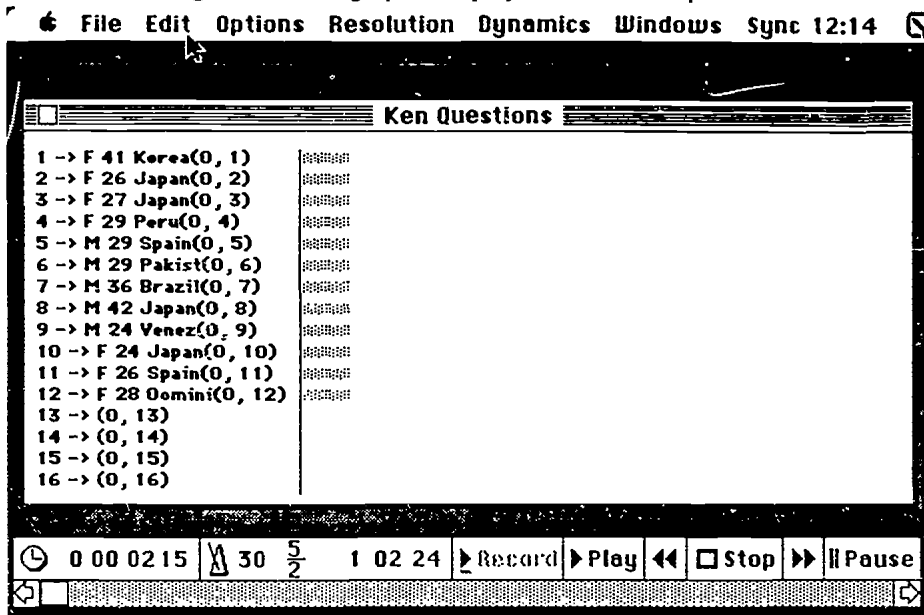 File Edit Options Resolution Dynamics Windows Sync 12:14
Ken Questions
1 -> F 41 Korea(0, 1)
2 -> F 26 Japan(0, 2)
3 -> F 27 Japan(0, 3)
4 -> F 29 Peru(0, 4)
5 -> M 29 Spain(0, 5)
6 -> M 29 Pakist(0, 6)
7 -> M 36 Brazil(0, 7)
8 -> M 42 Japan(0, 8)
9 -> M 24 Venez(0, 9)
10 -> F 24 Japan(0, 10)
11 -> F 26 Spain(0, 11)
12 -> F 28 Domini(0, 12)
13 -> (0, 13)
14 -> (0, 14)
15 -> (0, 15)
16 -> (0, 16)
0 00 02 15 30 5/2 1 02 24 Record Play Stop Pause